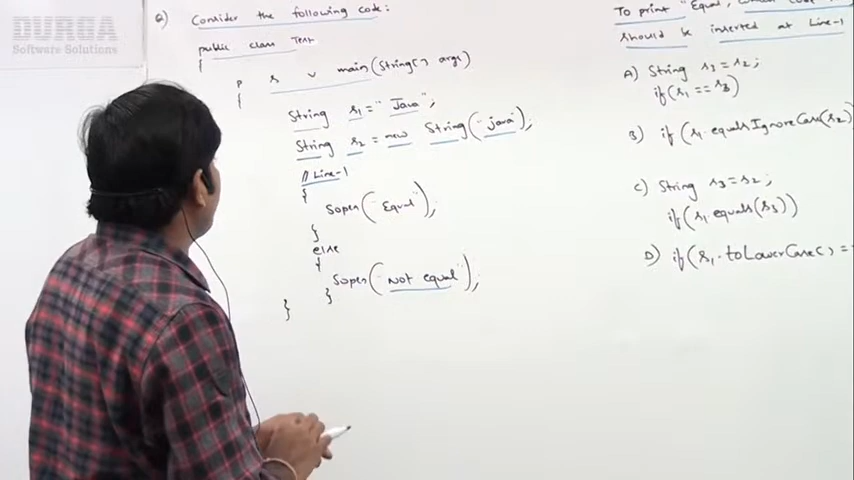 DURGA
Software Solutions
Q) Consider the following code:
public class Test
{
P s v main(String[] args)
{
String s1 = "Java";
String s2 = new String("java");
// Line-1
{
Sopln("Equal");
}
else
{
Sopln("Not equal");
}
}
To print "Equal,
should be inserted at Line-1
A) String s3 = s2;
if(s1 == s3)
B) if(s1.equalsIgnoreCase(s2)
C) String s3 = s2;
if(s1.equals(s3))
D) if(s1.toLowerCase() =